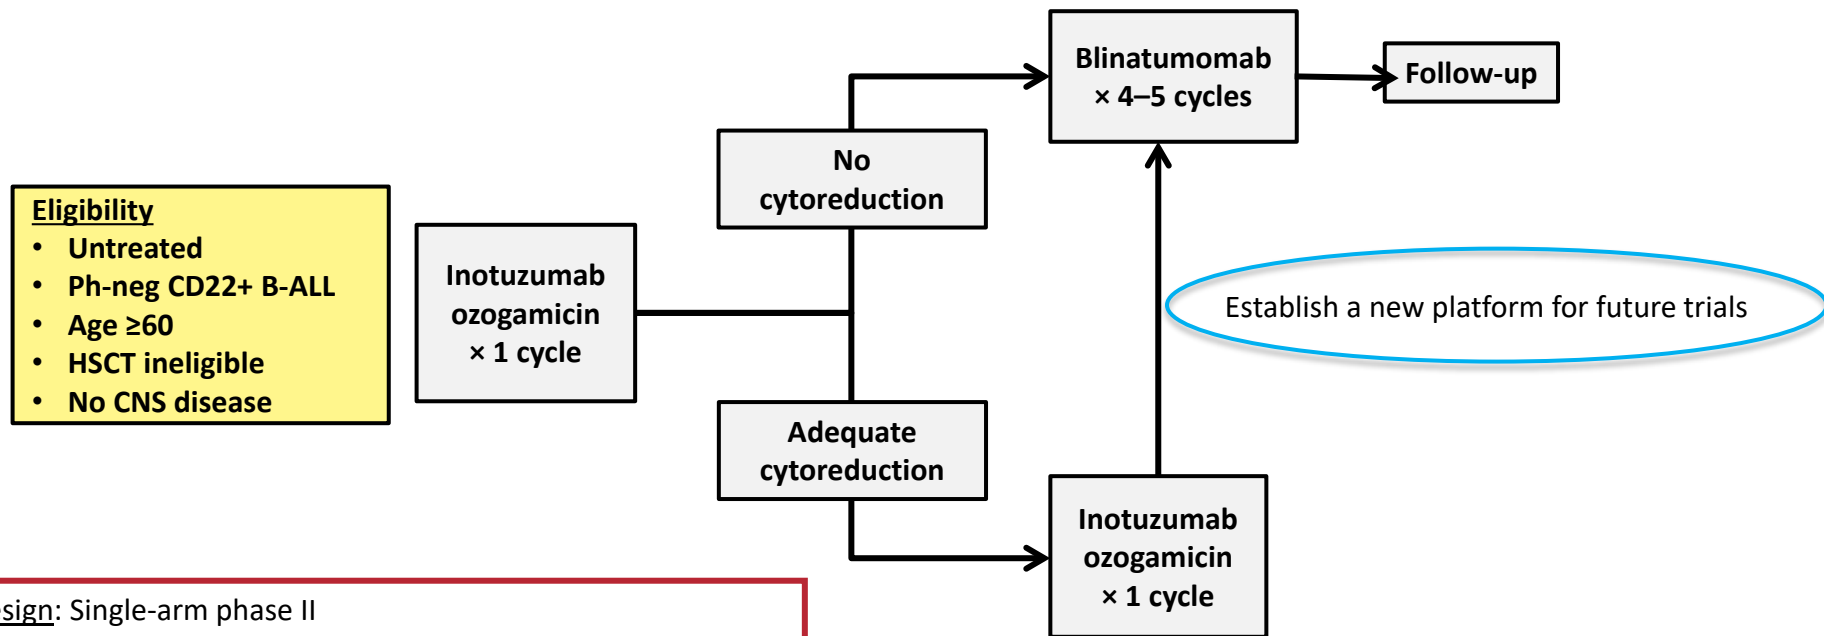 Eligibility
• Untreated
• Ph-neg CD22+ B-ALL
• Age ≥60
• HSCT ineligible
• No CNS disease
Inotuzumab
ozogamicin
× 1 cycle
No
cytoreduction
Adequate
cytoreduction
Blinatumomab
× 4–5 cycles
Follow-up
Inotuzumab
ozogamicin
× 1 cycle
Establish a new platform for future trials
esign: Single-arm phase II